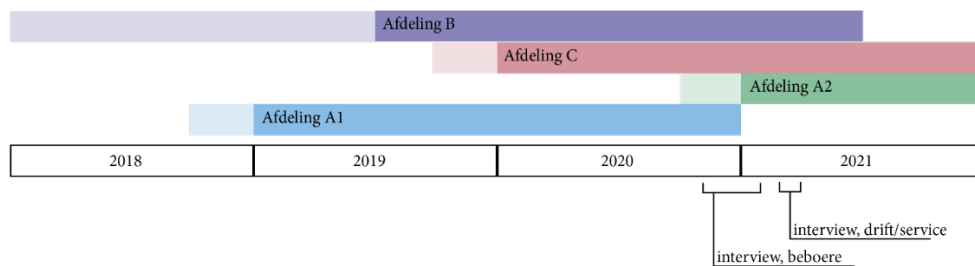 Afdeling B
Afdeling C
Afdeling A2
Afdeling A1
2018
2019
2020
2021
interview, drift/service
interview, beboere